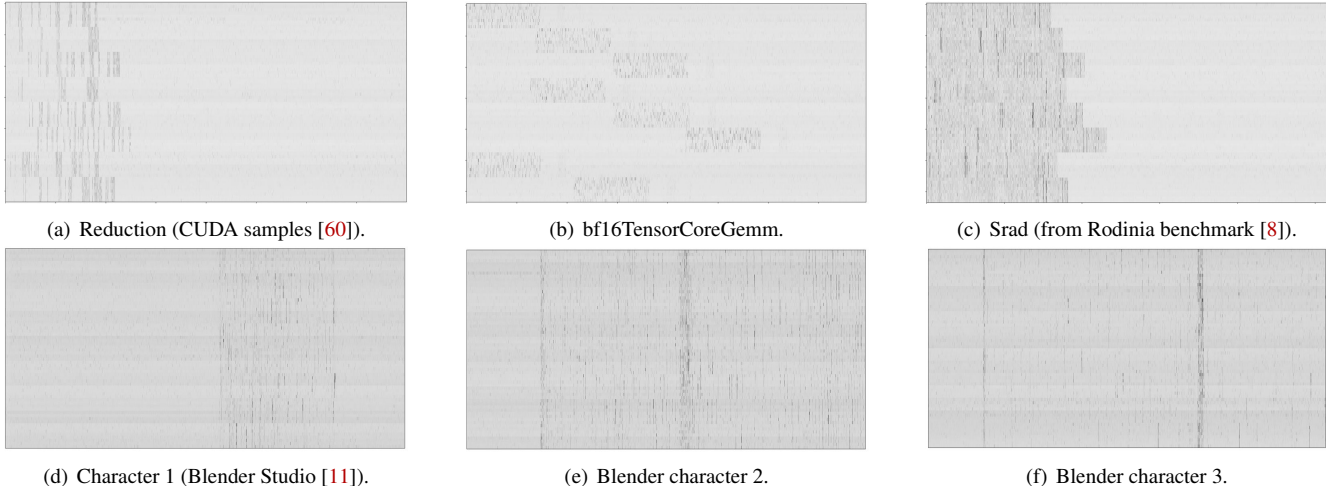 (a) Reduction (CUDA samples [60]).
(b) bf16TensorCoreGemm.
(c) Srad (from Rodinia benchmark [8]).
(d) Character 1 (Blender Studio [11]).
(e) Blender character 2.
(f) Blender character 3.